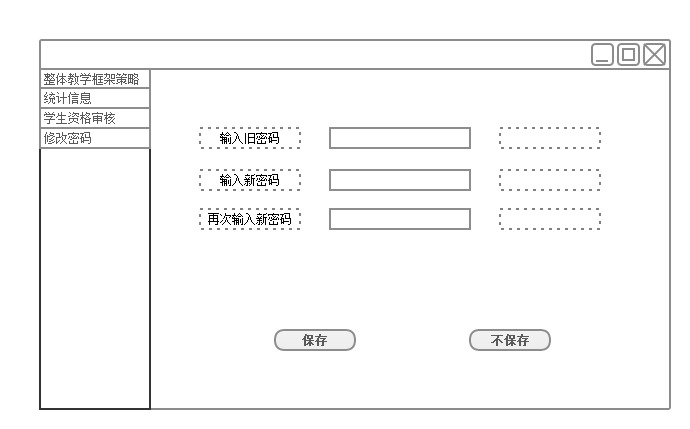 整体教学框架策略
统计信息
学生资格审核
修改密码
输入旧密码
输入新密码
再次输入新密码
保存
不保存